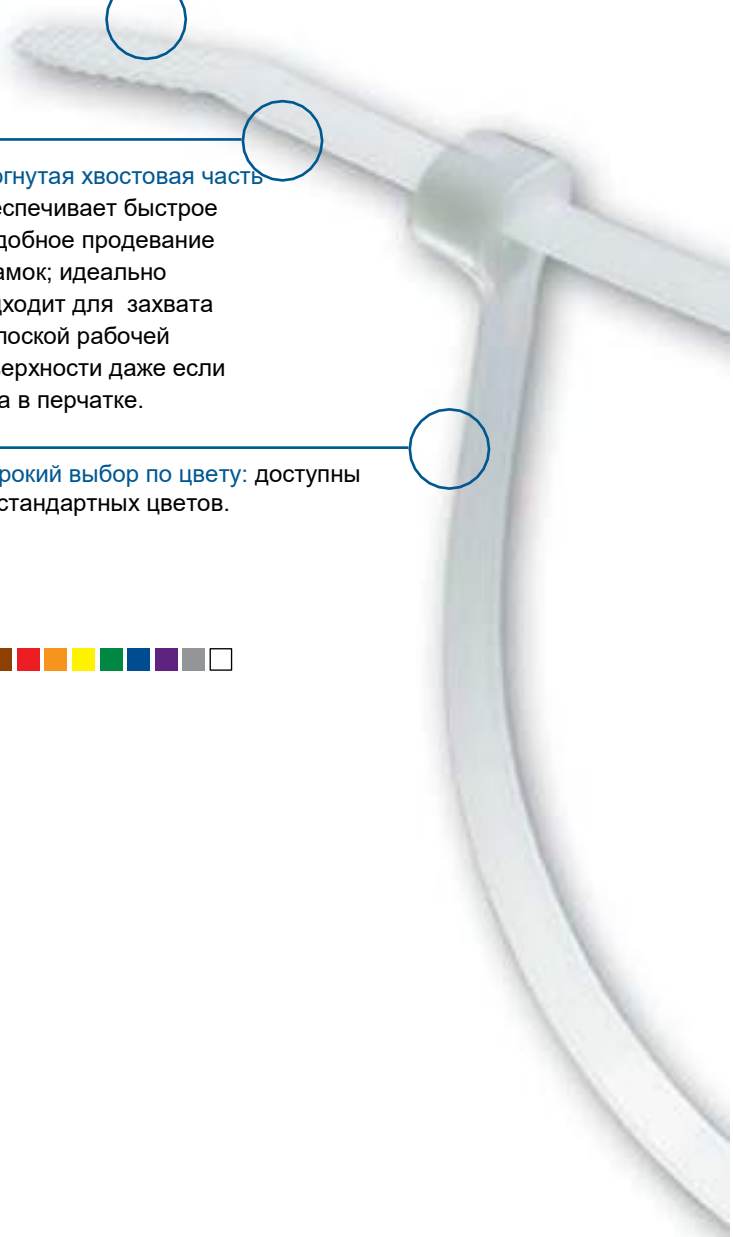 огнутая хвостовая часть
еспечивает быстрое
добное продевание
амок; идеально
дходит для захвата
лоской рабочей
верхности даже если
а в перчатке.
рокий выбор по цвету: доступны
стандартных цветов.